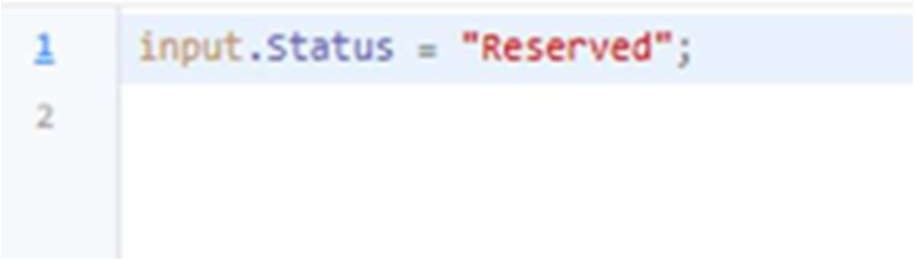 1 input.Status = "Reserved";
2